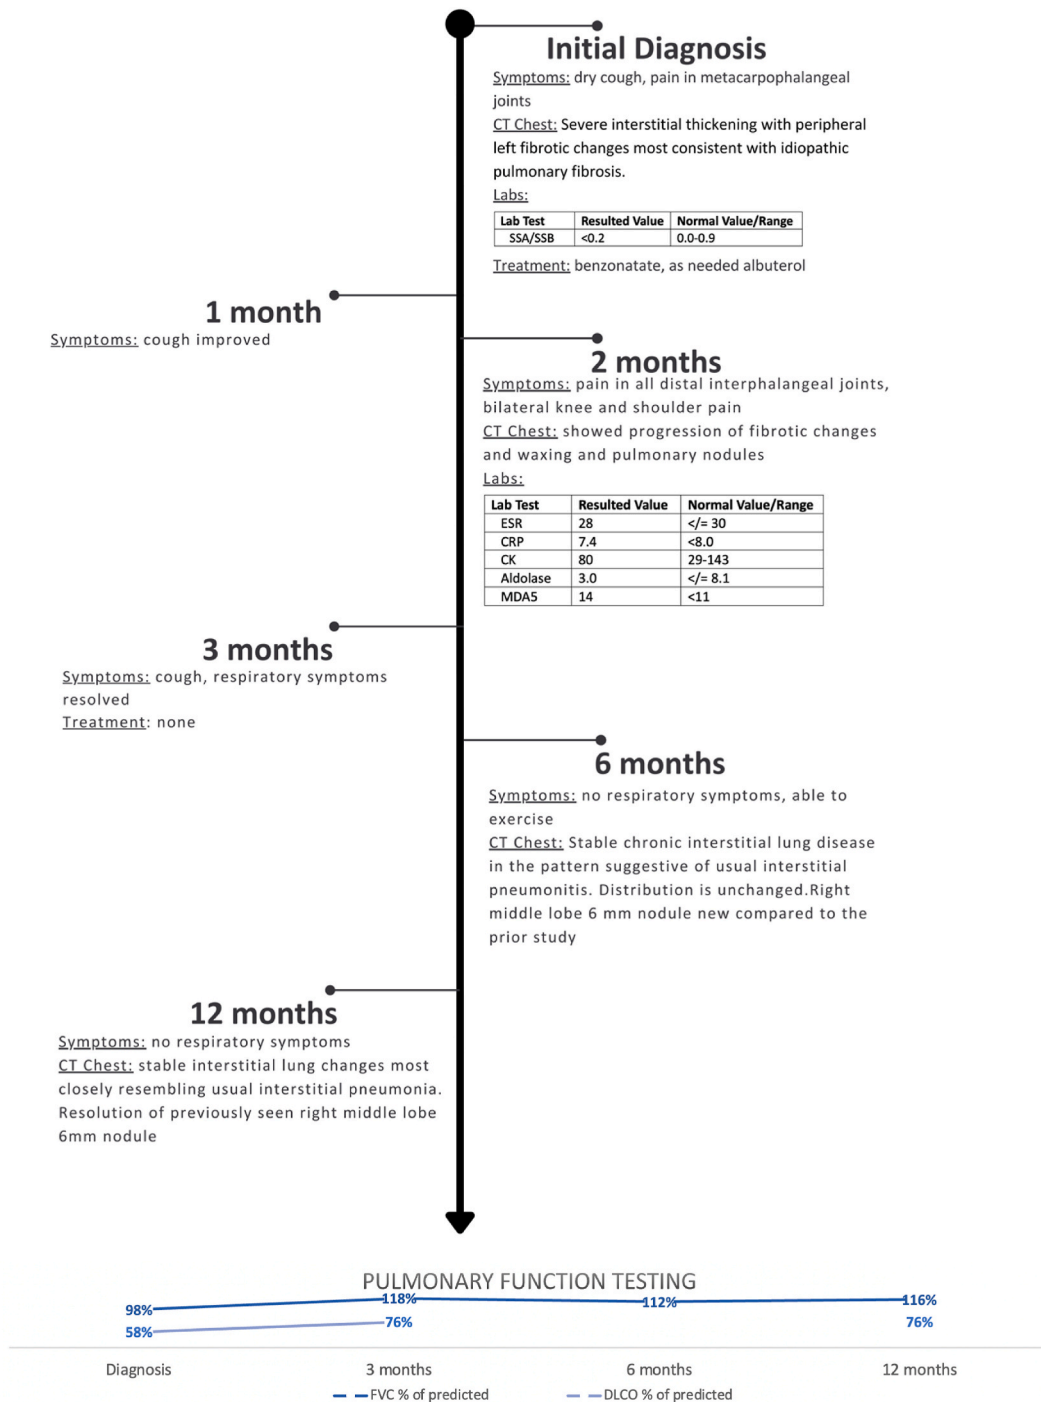 Initial Diagnosis
Symptoms: dry cough, pain in metacarpophalangeal
joints
CT Chest: Severe interstitial thickening with peripheral
left fibrotic changes most consistent with idiopathic
pulmonary fibrosis.
Labs:
Lab Test Resulted Value Normal Value/Range
SSA/SSB <0.2 0.0-0.9
Treatment: benzonatate, as needed albuterol
1 month
Symptoms: cough improved
2 months
Symptoms: pain in all distal interphalangeal joints,
bilateral knee and shoulder pain
CT Chest: showed progression of fibrotic changes
and waxing and pulmonary nodules
Labs:
Lab Test Resulted Value Normal Value/Range
ESR 28 </= 30
CRP 7.4 <8.0
CK 80 29-143
Aldolase 3.0 </= 8.1
MDA5 14 <11
3 months
Symptoms: cough, respiratory symptoms
resolved
Treatment: none
6 months
Symptoms: no respiratory symptoms, able to
exercise
CT Chest: Stable chronic interstitial lung disease
in the pattern suggestive of usual interstitial
pneumonitis. Distribution is unchanged.Right
middle lobe 6 mm nodule new compared to the
prior study
12 months
Symptoms: no respiratory symptoms
CT Chest: stable interstitial lung changes most
closely resembling usual interstitial pneumonia.
Resolution of previously seen right middle lobe
6mm nodule
PULMONARY FUNCTION TESTING
98% 118% 112% 116%
58% 76% 76%
Diagnosis 3 months 6 months 12 months
FVC % of predicted DLCO % of predicted